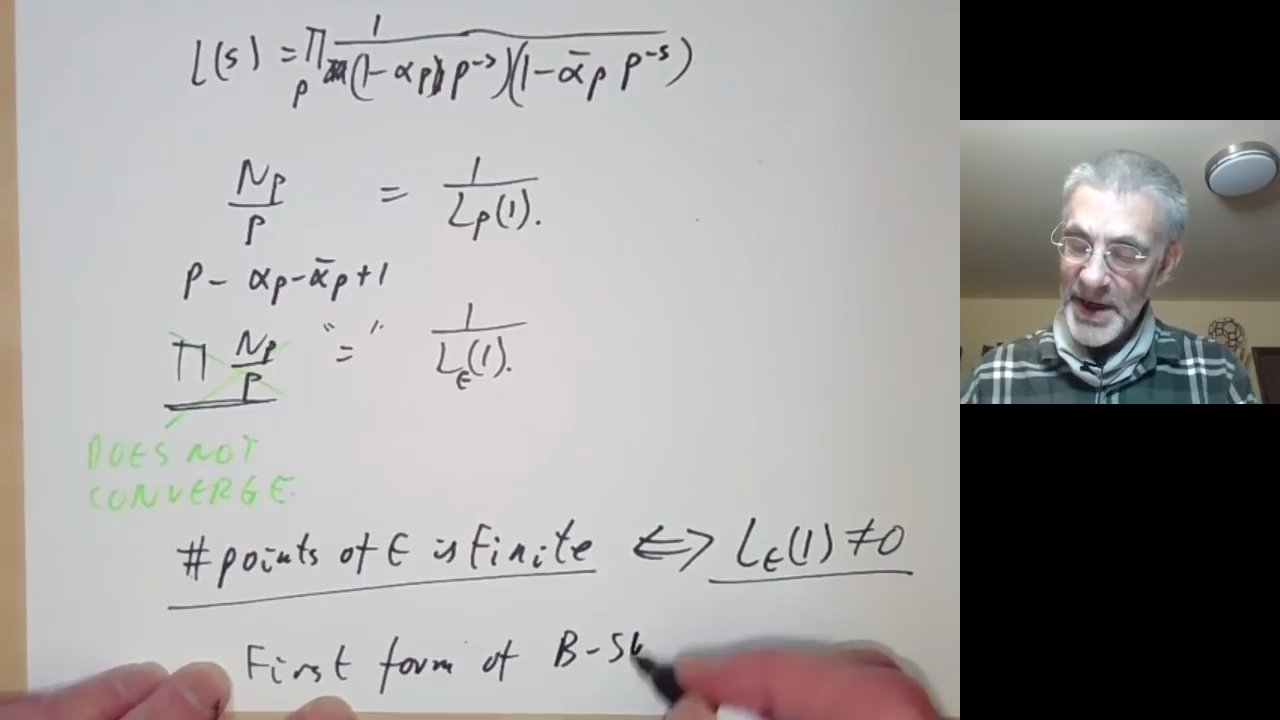 L(s) = ∏_p 1/((1-α_p p^{-s})(1-ᾱ_p p^{-s}))
N_p/p = 1/L_p(1).
p - α_p - ᾱ_p + 1
∏ N_p/p "=" 1/L_E(1).
DOES NOT
CONVERGE.
#points of E is finite ⟺ L_E(1) ≠ 0
First form of B-S